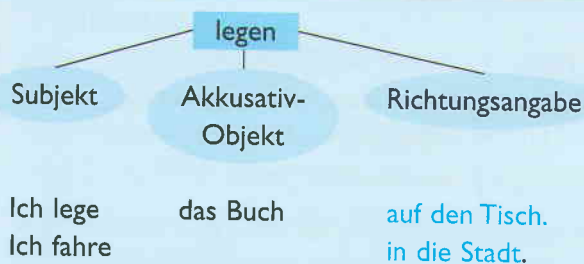 legen
Subjekt
Akkusativ-
Objekt
Richtungsangabe
Ich lege das Buch auf den Tisch.
Ich fahre in die Stadt.